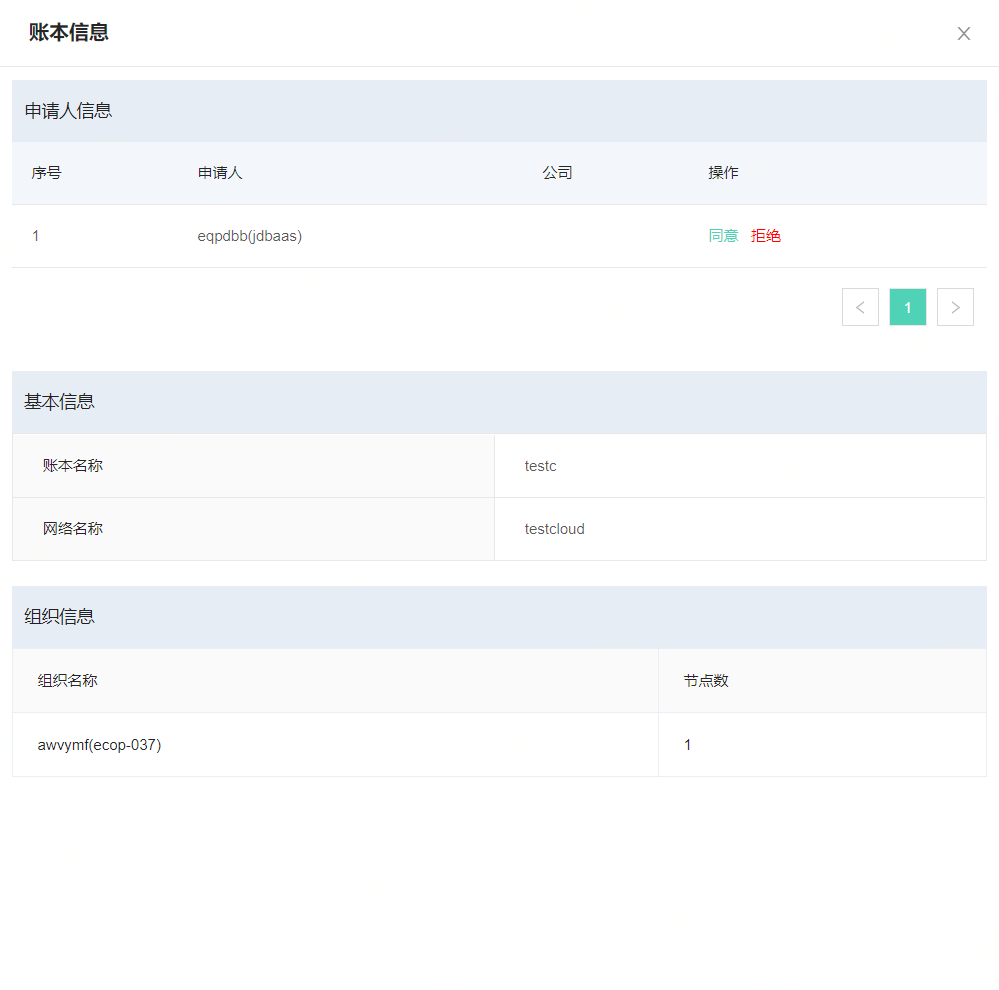 账本信息
申请人信息
序号 申请人 公司 操作
1 eqpdbb(jdbaas) 同意 拒绝
1
基本信息
账本名称 testc
网络名称 testcloud
组织信息
组织名称 节点数
awvymf(ecop-037) 1